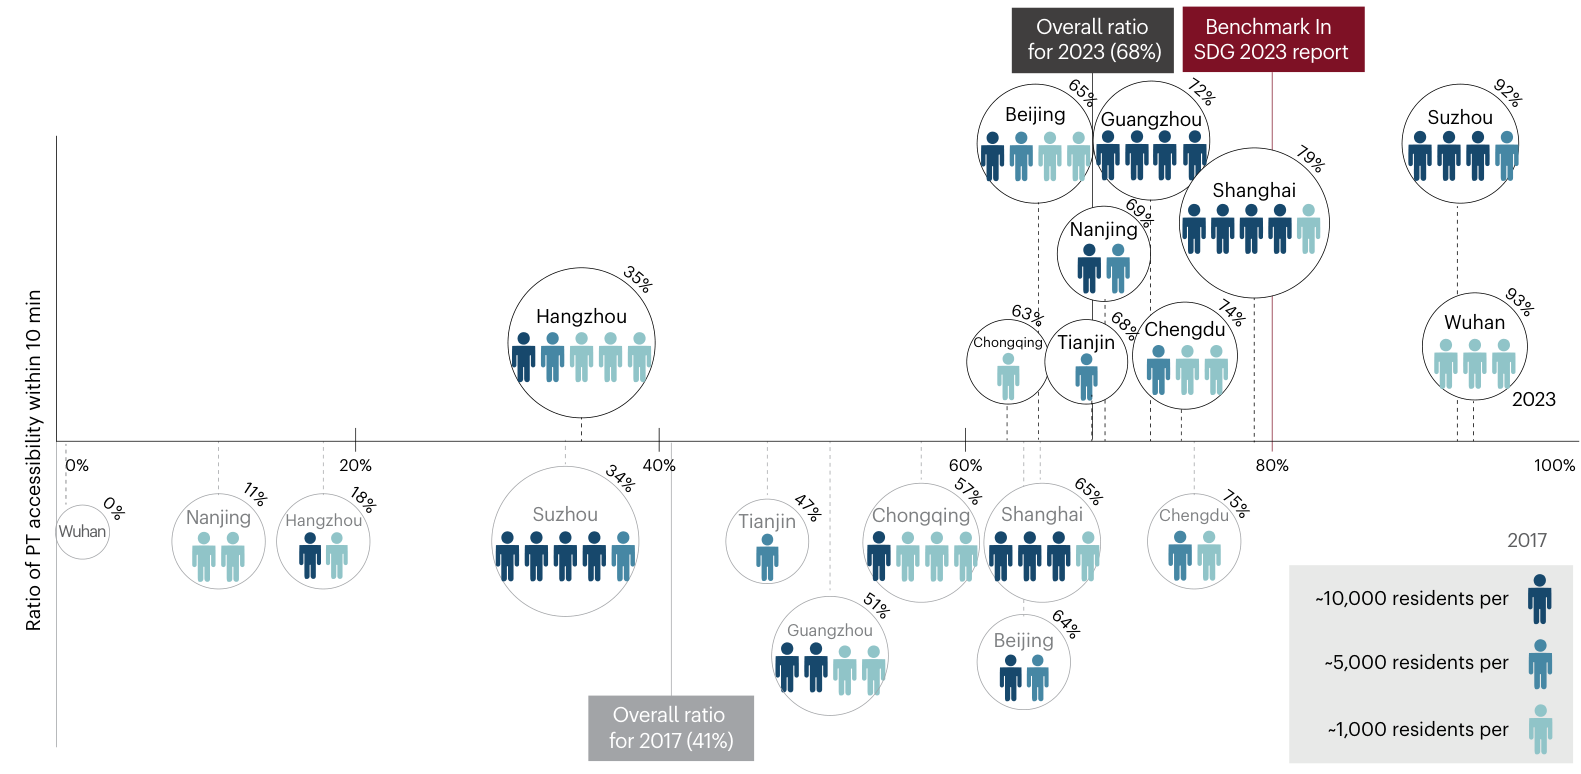 Overall ratio
for 2023 (68%)
Benchmark In
SDG 2023 report
65%
Beijing
72%
Guangzhou
92%
Suzhou
79%
Shanghai
69%
Nanjing
35%
Hangzhou
63%
Chongqing
68%
Tianjin
74%
Chengdu
93%
Wuhan
2023
Ratio of PT accessibility within 10 min
0%
20%
40%
60%
80%
100%
0%
Wuhan
11%
Nanjing
18%
Hangzhou
34%
Suzhou
47%
Tianjin
57%
Chongqing
65%
Shanghai
75%
Chengdu
2017
51%
Guangzhou
64%
Beijing
Overall ratio
for 2017 (41%)
~10,000 residents per
~5,000 residents per
~1,000 residents per